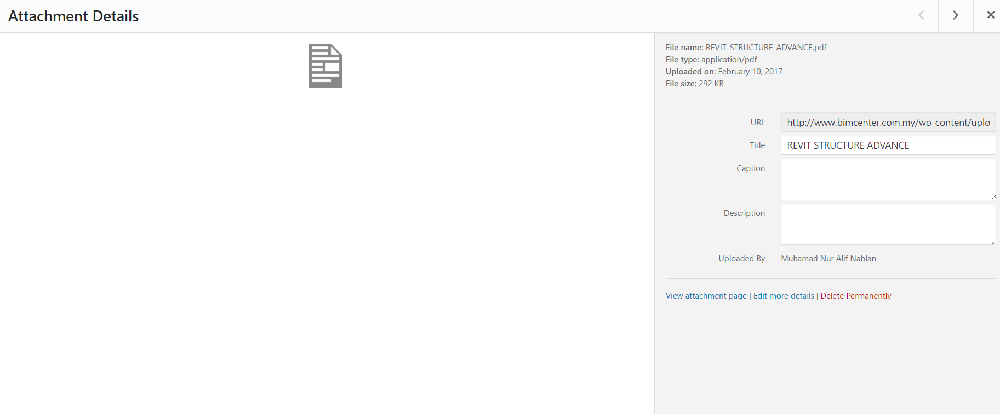 Attachment Details
File name: REVIT-STRUCTURE-ADVANCE.pdf
File type: application/pdf
Uploaded on: February 10, 2017
File size: 292 KB
URL http://www.bimcenter.com.my/wp-content/uplo
Title REVIT STRUCTURE ADVANCE
Caption
Description
Uploaded By Muhamad Nur Alif Nablan
View attachment page | Edit more details | Delete Permanently